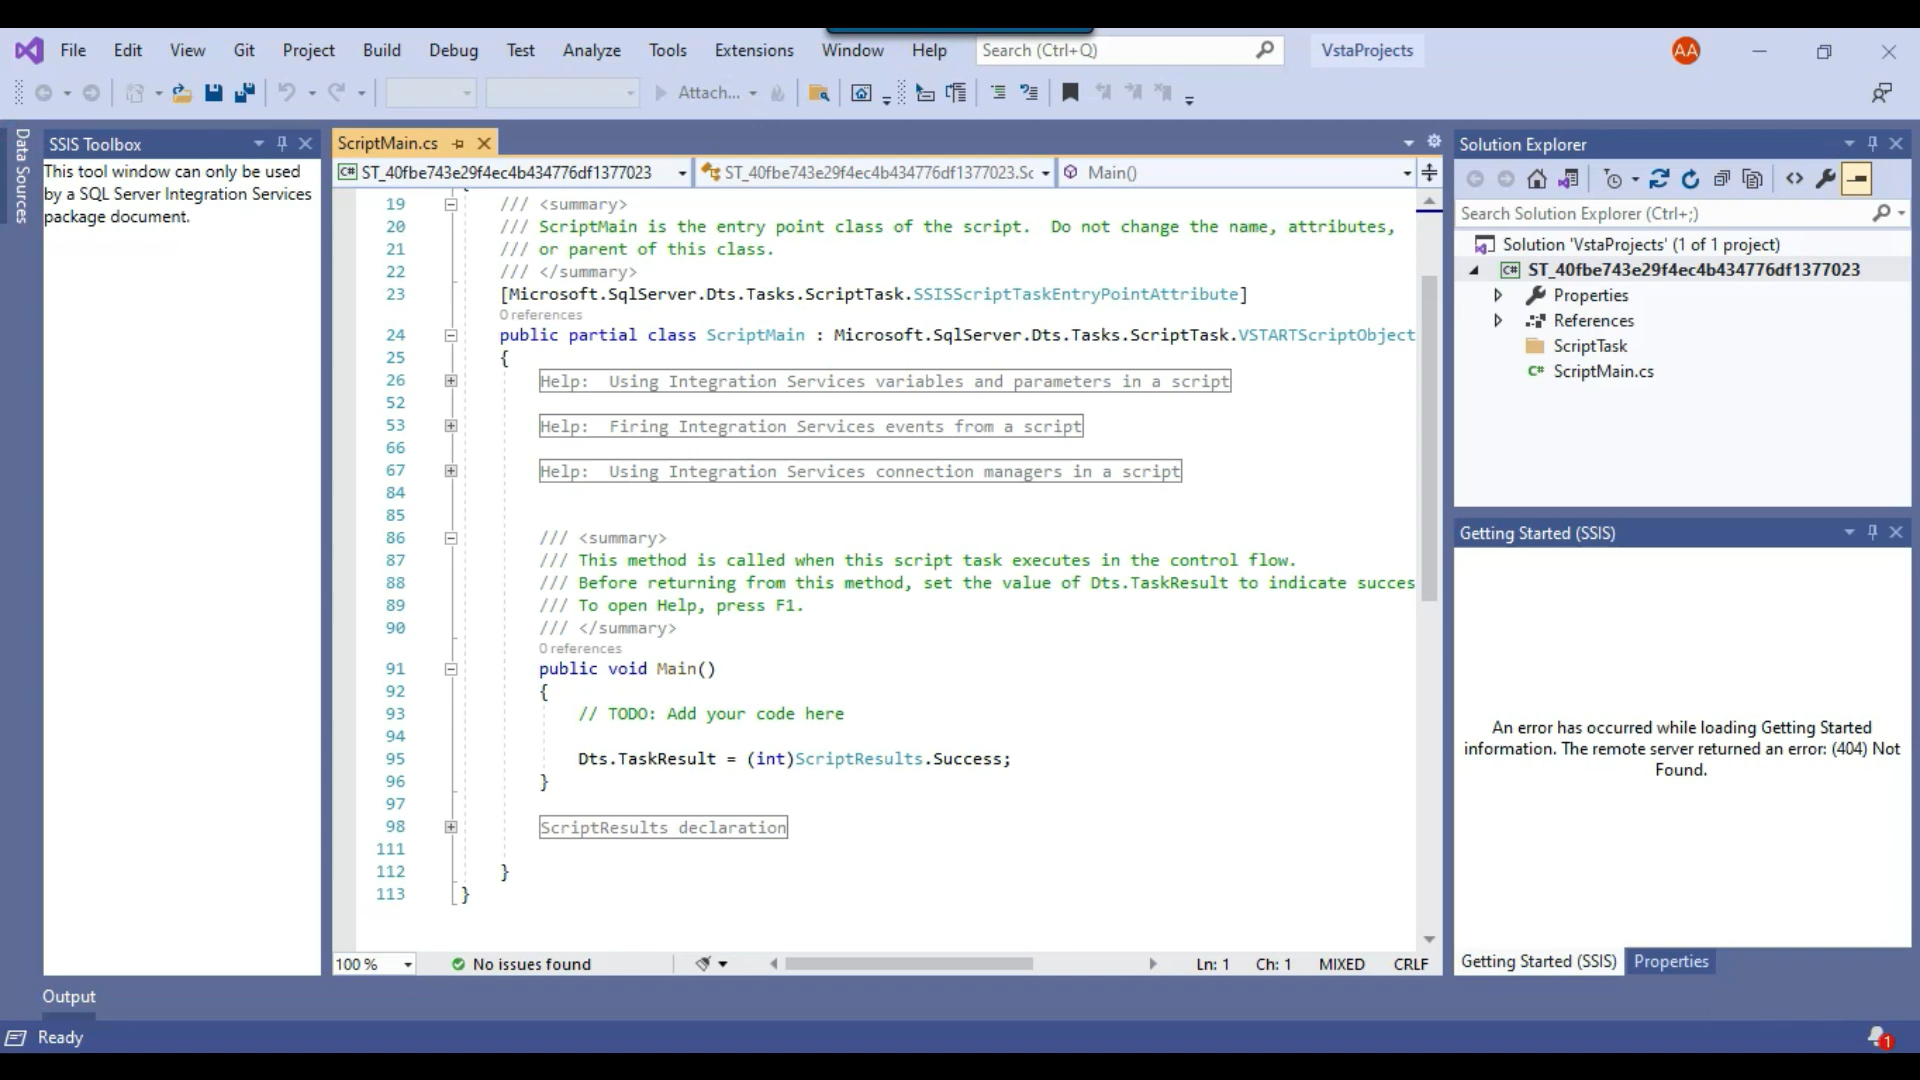 File Edit View Git Project Build Debug Test Analyze Tools Extensions Window Help Search (Ctrl+Q) VstaProjects AA
Attach...
Data Sources
SSIS Toolbox
This tool window can only be used
by a SQL Server Integration Services
package document.
ScriptMain.cs
C# ST_40fbe743e29f4ec4b434776df1377023 ST_40fbe743e29f4ec4b434776df1377023.Sc Main()
19 /// <summary>
20 /// ScriptMain is the entry point class of the script.  Do not change the name, attributes,
21 /// or parent of this class.
22 /// </summary>
23 [Microsoft.SqlServer.Dts.Tasks.ScriptTask.SSISScriptTaskEntryPointAttribute]
0 references
24 public partial class ScriptMain : Microsoft.SqlServer.Dts.Tasks.ScriptTask.VSTARTScriptObject
25 {
26 Help:  Using Integration Services variables and parameters in a script
52
53 Help:  Firing Integration Services events from a script
66
67 Help:  Using Integration Services connection managers in a script
84
85
86 /// <summary>
87 /// This method is called when this script task executes in the control flow.
88 /// Before returning from this method, set the value of Dts.TaskResult to indicate succes
89 /// To open Help, press F1.
90 /// </summary>
0 references
91 public void Main()
92 {
93 // TODO: Add your code here
94
95 Dts.TaskResult = (int)ScriptResults.Success;
96 }
97
98 ScriptResults declaration
111
112 }
113 }
100 % No issues found Ln: 1 Ch: 1 MIXED CRLF
Solution Explorer
Search Solution Explorer (Ctrl+;)
Solution 'VstaProjects' (1 of 1 project)
C# ST_40fbe743e29f4ec4b434776df1377023
Properties
References
ScriptTask
C# ScriptMain.cs
Getting Started (SSIS)
An error has occurred while loading Getting Started
information. The remote server returned an error: (404) Not
Found.
Getting Started (SSIS) Properties
Output
Ready 1